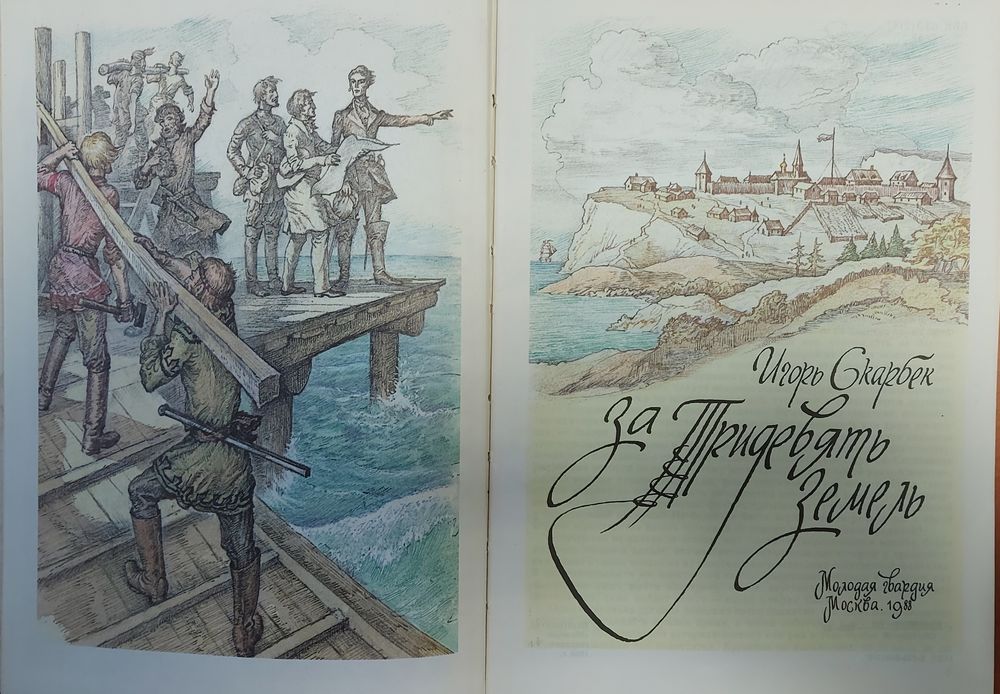 Игорь Скарбек
За Тридевять
Земель
Молодая гвардия
Москва. 1988